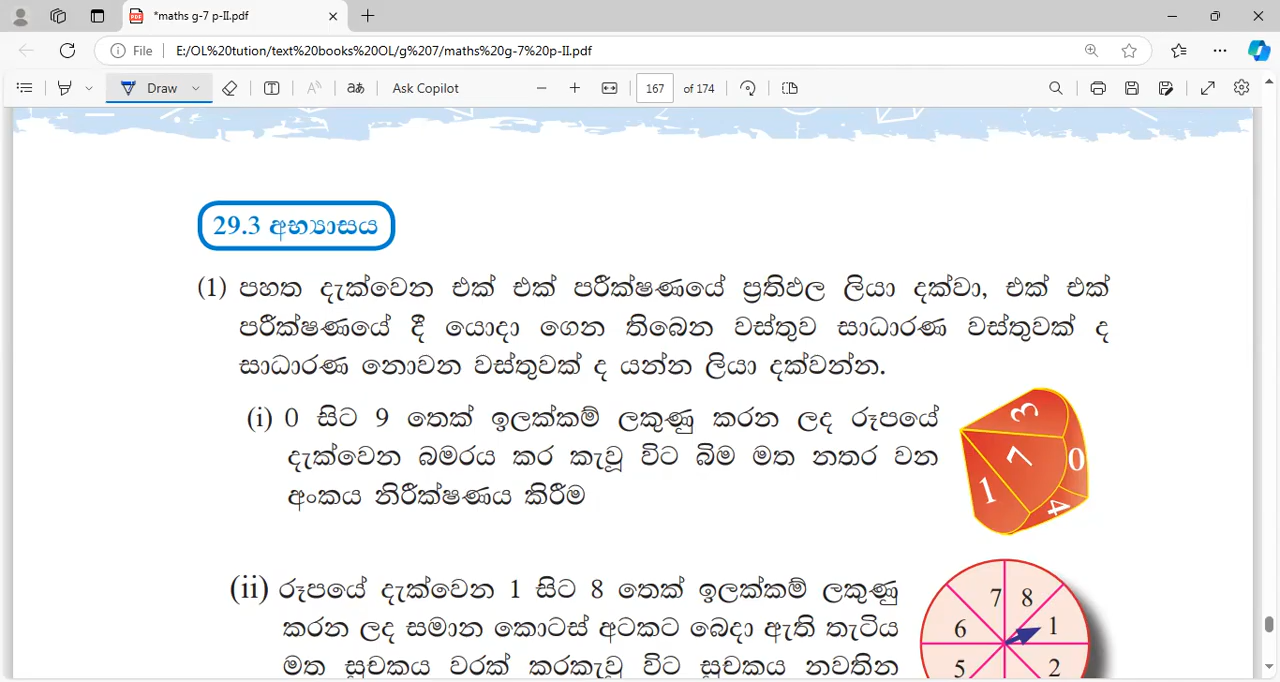 *maths g-7 p-II.pdf
File E:/OL%20tution/text%20books%20OL/g%207/maths%20g-7%20p-II.pdf
Draw aあ Ask Copilot 167 of 174
29.3 අභ්‍යාසය
(1) පහත දැක්වෙන එක් එක් පරීක්ෂණයේ ප්‍රතිඵල ලියා දක්වා, එක් එක්
පරීක්ෂණයේ දී යොදා ගෙන තිබෙන වස්තුව සාධාරණ වස්තුවක් ද
සාධාරණ නොවන වස්තුවක් ද යන්න ලියා දක්වන්න.
(i) 0 සිට 9 තෙක් ඉලක්කම් ලකුණු කරන ලද රූපයේ
දැක්වෙන බමරය කර කැවූ විට බිම මත නතර වන
අංකය නිරීක්ෂණය කිරීම
3
7
0
1
4
(ii) රූපයේ දැක්වෙන 1 සිට 8 තෙක් ඉලක්කම් ලකුණු
කරන ලද සමාන කොටස් අටකට බෙදා ඇති තැටිය
මත සූචකය වරක් කරකැවූ විට සූචකය නවතින
7 8
6 1
5 2